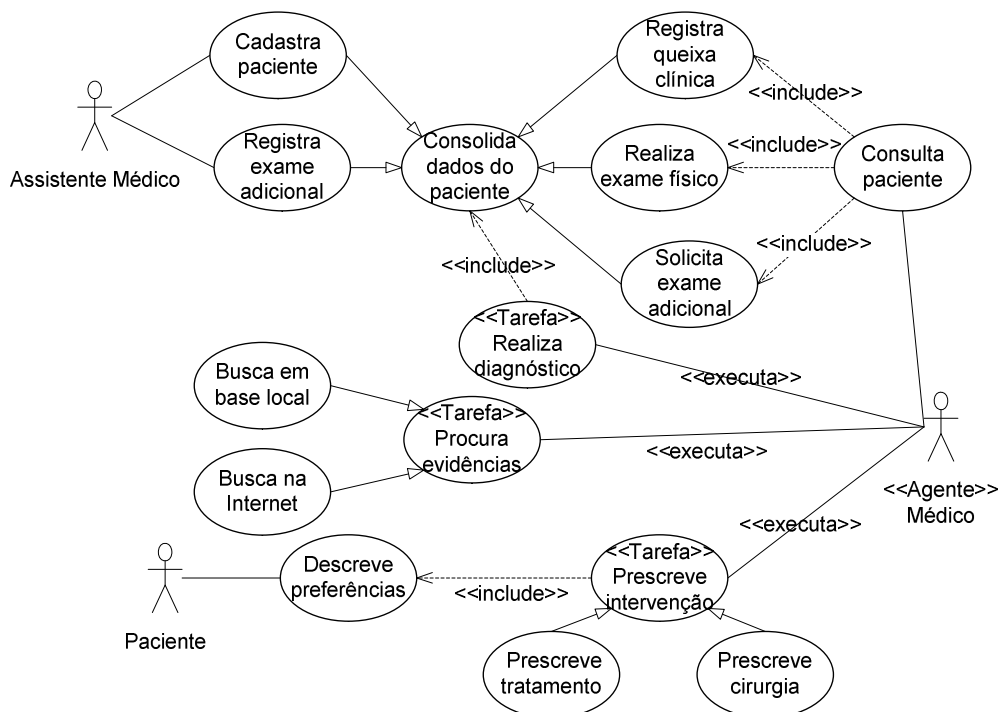 Cadastra
paciente
Registra
queixa
clínica
<<include>>
Assistente Médico
Registra
exame
adicional
Consolida
dados do
paciente
Realiza
exame físico
<<include>>
Consulta
paciente
<<include>>
Solicita
exame
adicional
<<include>>
<<Tarefa>>
Realiza
diagnóstico
<<executa>>
Busca em
base local
<<Tarefa>>
Procura
evidências
<<executa>>
Busca na
Internet
<<Agente>>
Médico
<<executa>>
Paciente
Descreve
preferências
<<include>>
<<Tarefa>>
Prescreve
intervenção
Prescreve
tratamento
Prescreve
cirurgia